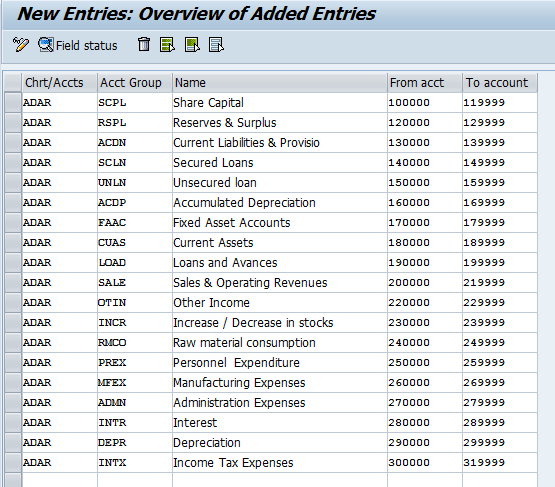 New Entries: Overview of Added Entries
Field status
Chrt/Accts Acct Group Name From acct To account
ADAR SCPL Share Capital 100000 119999
ADAR RSPL Reserves & Surplus 120000 129999
ADAR ACDN Current Liabilities & Provisio 130000 139999
ADAR SCLN Secured Loans 140000 149999
ADAR UNLN Unsecured loan 150000 159999
ADAR ACDP Accumulated Depreciation 160000 169999
ADAR FAAC Fixed Asset Accounts 170000 179999
ADAR CUAS Current Assets 180000 189999
ADAR LOAD Loans and Avances 190000 199999
ADAR SALE Sales & Operating Revenues 200000 219999
ADAR OTIN Other Income 220000 229999
ADAR INCR Increase / Decrease in stocks 230000 239999
ADAR RMCO Raw material consumption 240000 249999
ADAR PREX Personnel Expenditure 250000 259999
ADAR MFEX Manufacturing Expenses 260000 269999
ADAR ADMN Administration Expenses 270000 279999
ADAR INTR Interest 280000 289999
ADAR DEPR Depreciation 290000 299999
ADAR INTX Income Tax Expenses 300000 319999